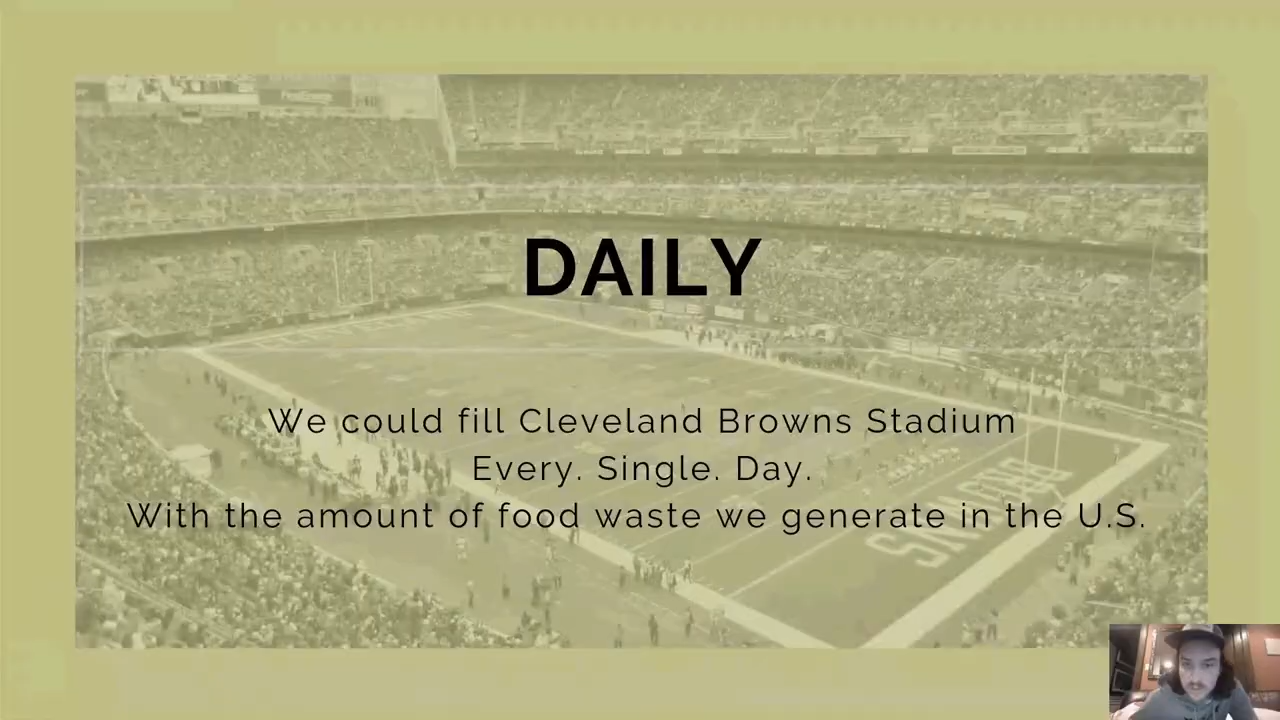 DAILY
We could fill Cleveland Browns Stadium
Every. Single. Day.
With the amount of food waste we generate in the U.S.
BROWNS